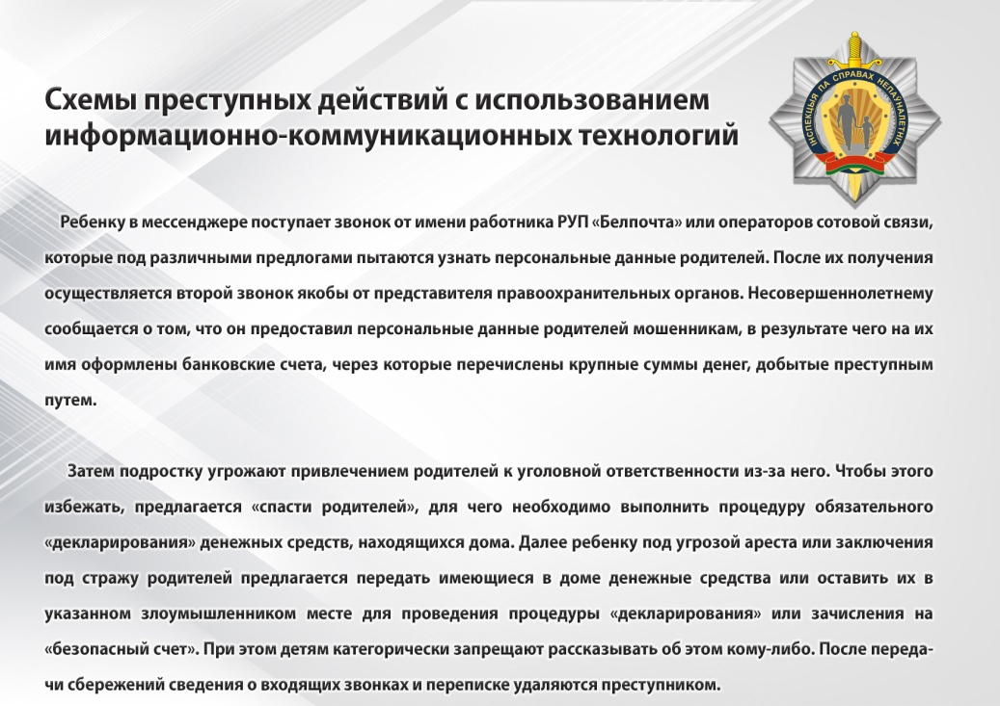 Схемы преступных действий с использованием
информационно-коммуникационных технологий
ІНСПЕКЦЫЯ ПА СПРАВАХ НЕПАЎНАЛЕТНІХ
Ребенку в мессенджере поступает звонок от имени работника РУП «Белпочта» или операторов сотовой связи,
которые под различными предлогами пытаются узнать персональные данные родителей. После их получения
осуществляется второй звонок якобы от представителя правоохранительных органов. Несовершеннолетнему
сообщается о том, что он предоставил персональные данные родителей мошенникам, в результате чего на их
имя оформлены банковские счета, через которые перечислены крупные суммы денег, добытые преступным
путем.
Затем подростку угрожают привлечением родителей к уголовной ответственности из-за него. Чтобы этого
избежать, предлагается «спасти родителей», для чего необходимо выполнить процедуру обязательного
«декларирования» денежных средств, находящихся дома. Далее ребенку под угрозой ареста или заключения
под стражу родителей предлагается передать имеющиеся в доме денежные средства или оставить их в
указанном злоумышленником месте для проведения процедуры «декларирования» или зачисления на
«безопасный счет». При этом детям категорически запрещают рассказывать об этом кому-либо. После переда-
чи сбережений сведения о входящих звонках и переписке удаляются преступником.